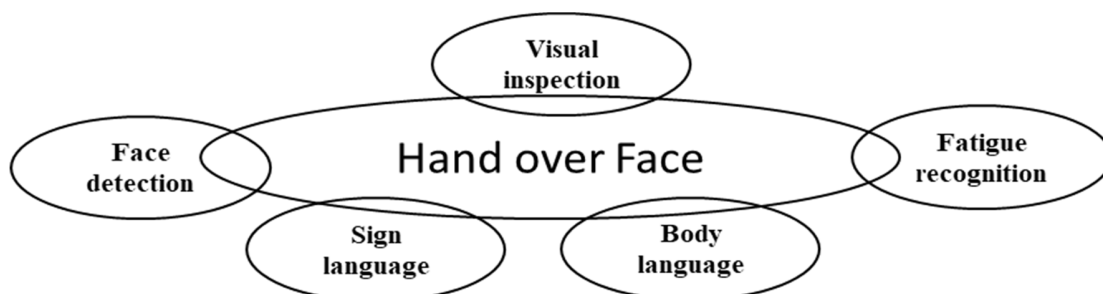 Visual
inspection
Face
detection
Hand over Face
Fatigue
recognition
Sign
language
Body
language